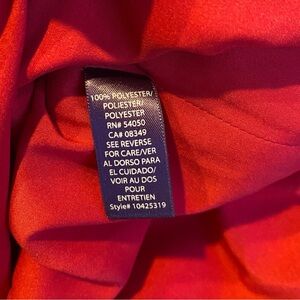 100% POLYESTER/
POLIESTER/
POLYESTER
RN# 54050
CA# 08349
SEE REVERSE
FOR CARE/VER
AL DORSO PARA
EL CUIDADO/
VOIR AU DOS
POUR
ENTRETIEN
Style# 10425319